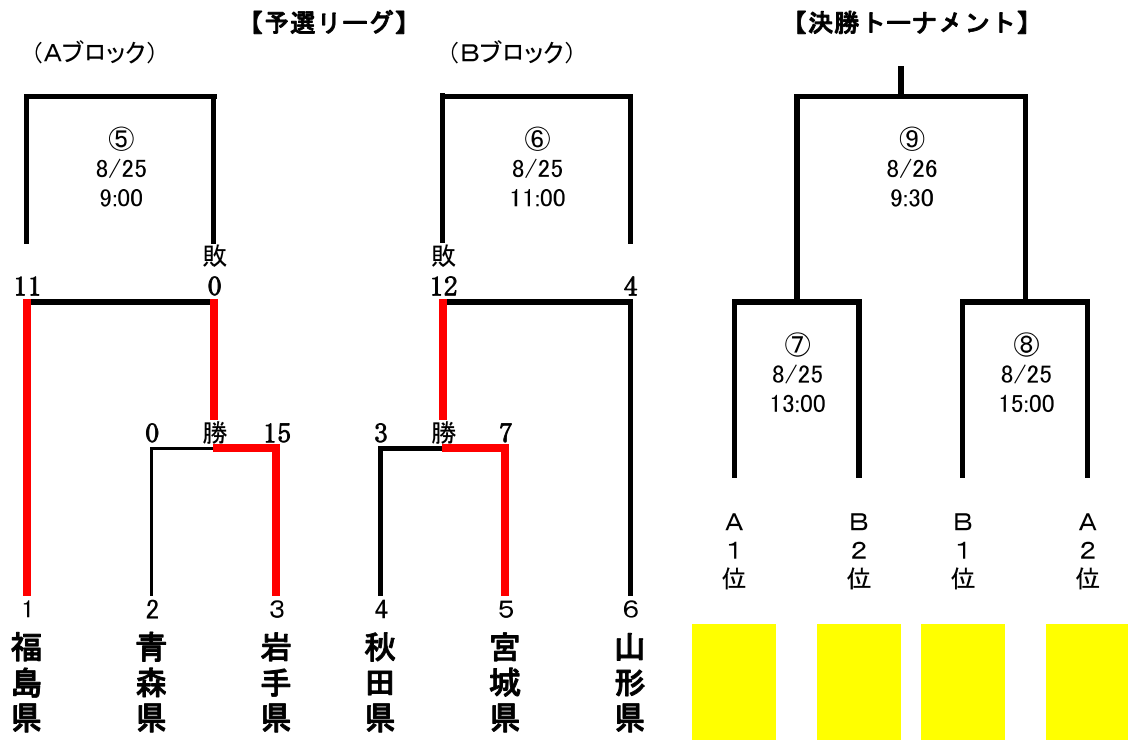 【予選リーグ】
【決勝トーナメント】
（Aブロック）
（Bブロック）
⑤
8/25
9:00
⑥
8/25
11:00
⑨
8/26
9:30
敗
敗
11
0
12
4
⑦
8/25
13:00
⑧
8/25
15:00
0
勝
15
3
勝
7
A1位
B2位
B1位
A2位
1
2
3
4
5
6
福島県
青森県
岩手県
秋田県
宮城県
山形県